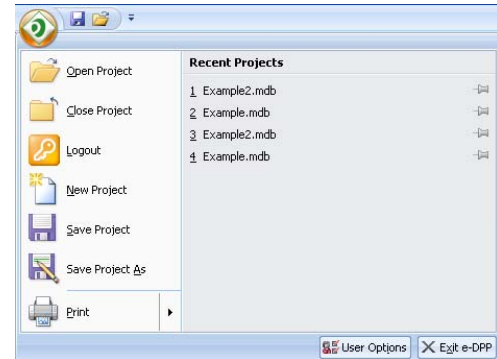 Open Project
Close Project
Logout
New Project
Save Project
Save Project As
Print
Recent Projects
1 Example2.mdb
2 Example.mdb
3 Example2.mdb
4 Example.mdb
User Options
Exit e-DPP